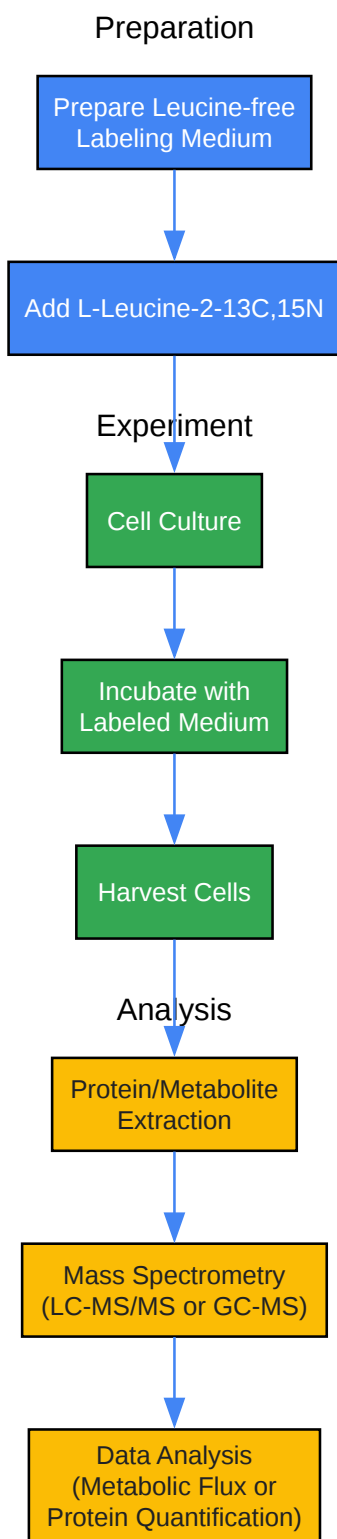 Preparation
Prepare Leucine-free
Labeling Medium
Add L-Leucine-2-13C,15N
Experiment
Cell Culture
Incubate with
Labeled Medium
Harvest Cells
Analysis
Protein/Metabolite
Extraction
Mass Spectrometry
(LC-MS/MS or GC-MS)
Data Analysis
(Metabolic Flux or
Protein Quantification)